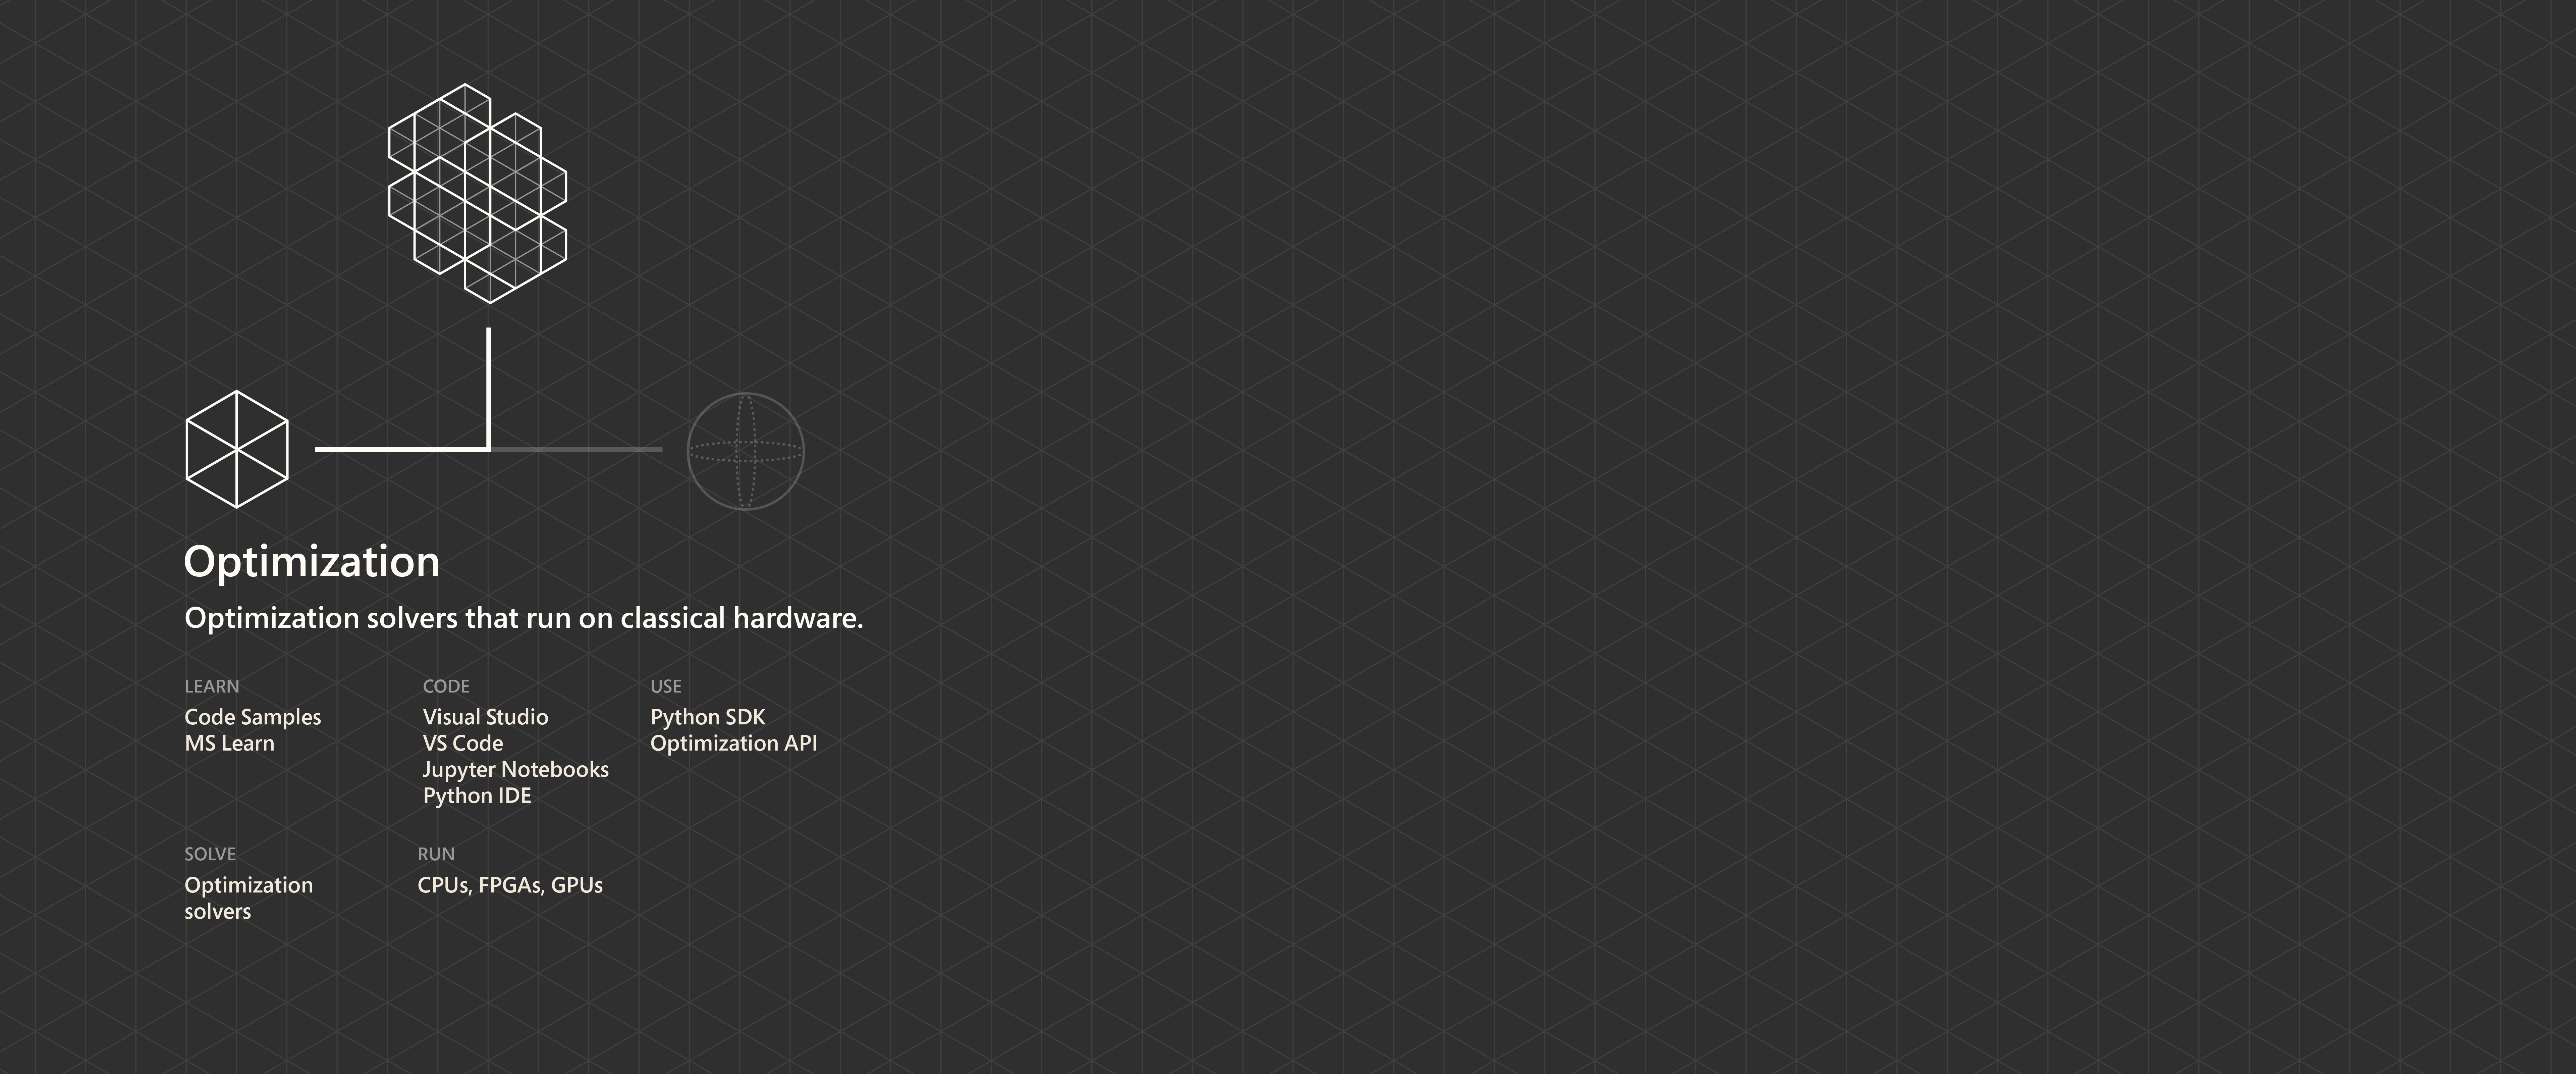 Optimization
Optimization solvers that run on classical hardware.
LEARN
Code Samples
MS Learn
CODE
Visual Studio
VS Code
Jupyter Notebooks
Python IDE
USE
Python SDK
Optimization API
SOLVE
Optimization
solvers
RUN
CPUs, FPGAs, GPUs